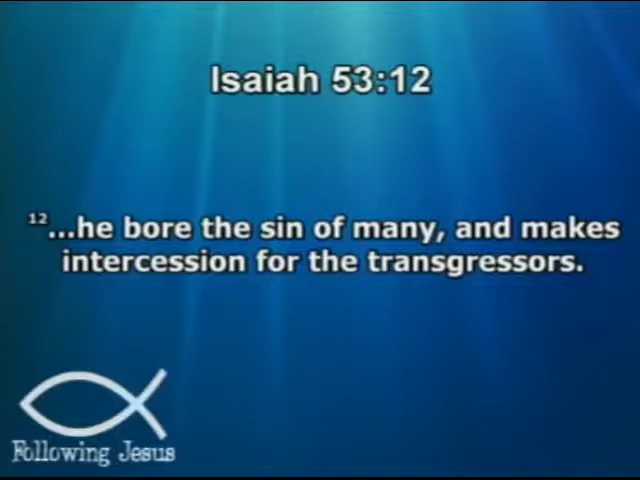 Isaiah 53:12
12...he bore the sin of many, and makes
intercession for the transgressors.
Following Jesus